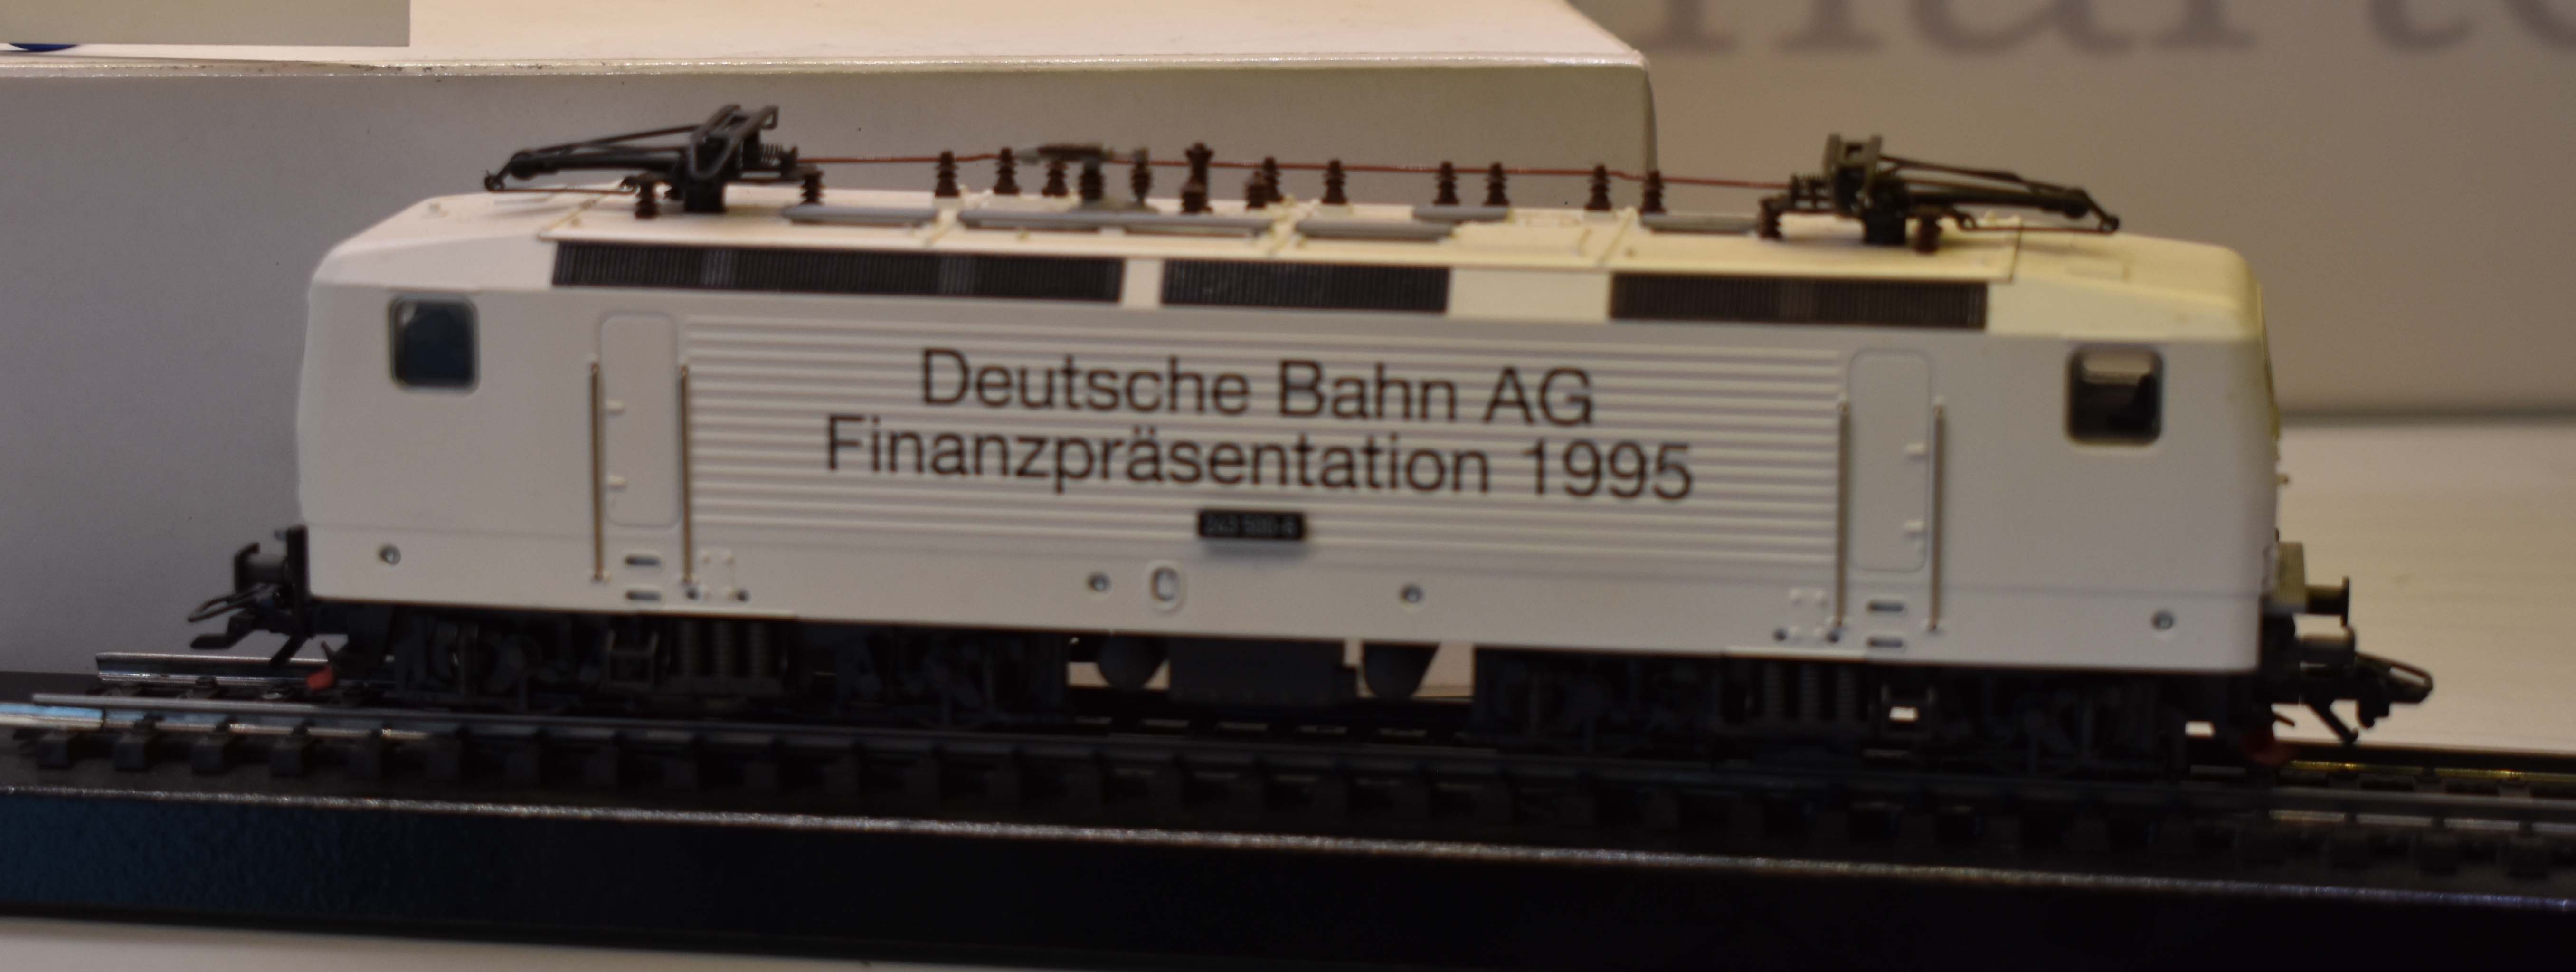 Deutsche Bahn AG
Finanzpräsentation 1995